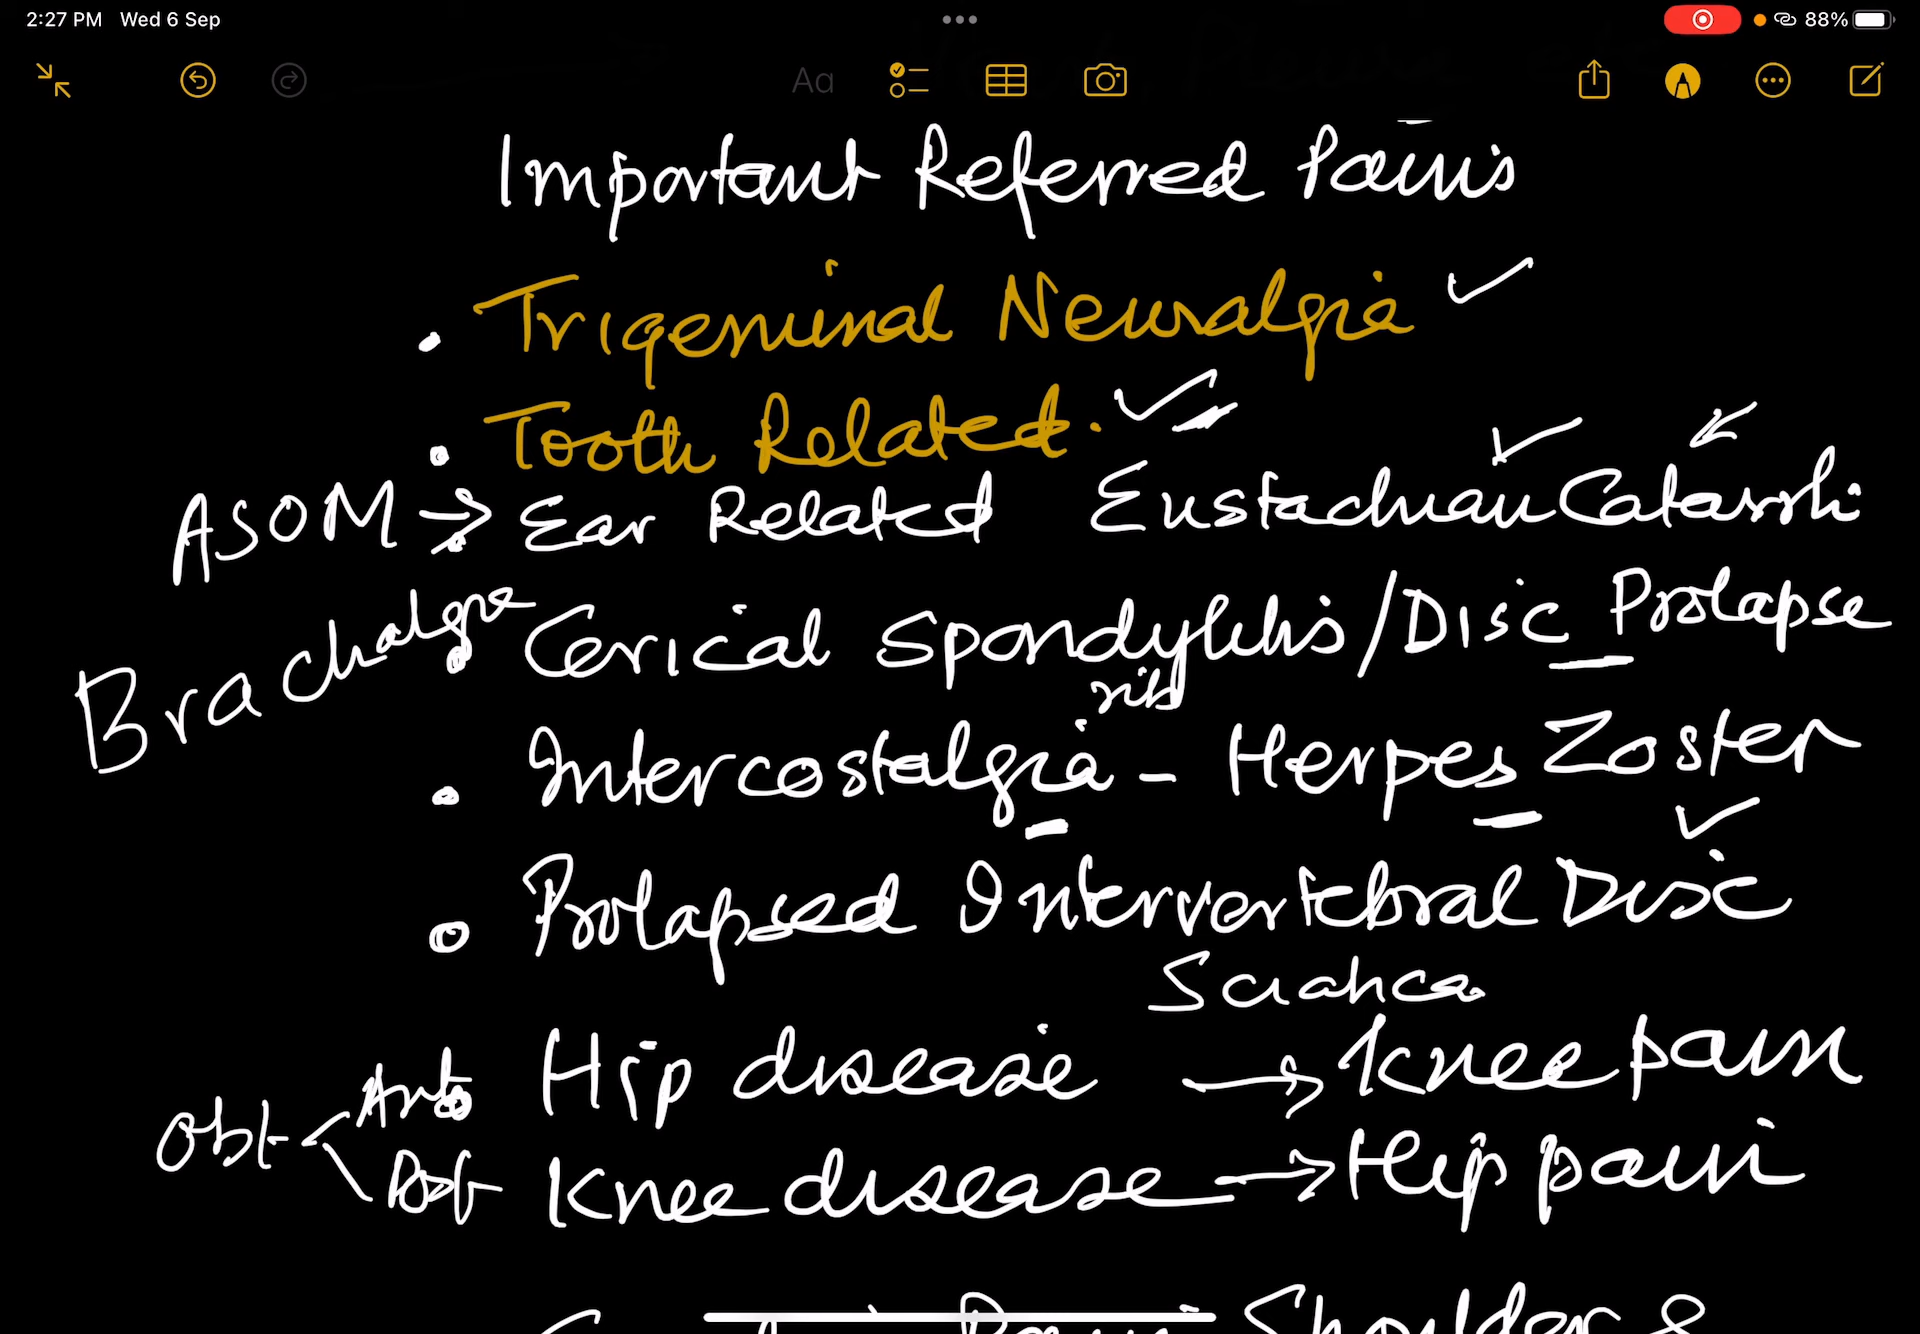 2:27 PM Wed 6 Sep
88%
Aa
Important Referred Pains
• Trigeminal Neuralgia ✓
• Tooth Related. ✓
ASOM → Ear Related Eustachian Catarrh
Brachalgia Cervical Spondylitis/Disc Prolapse
rib
• Intercostalgia - Herpes Zoster
• Prolapsed Intervertebral Disc
Sciatica
Ant Hip disease → Knee pain
Obt
Post Knee disease → Hip pain
Pain Shoulder &